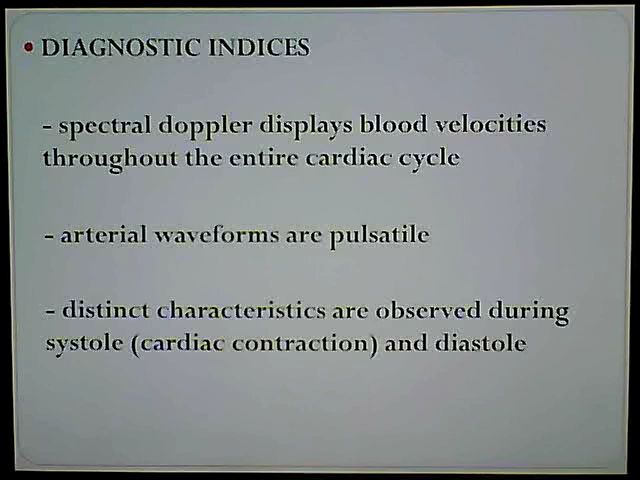 • DIAGNOSTIC INDICES
- spectral doppler displays blood velocities
throughout the entire cardiac cycle
- arterial waveforms are pulsatile
- distinct characteristics are observed during
systole (cardiac contraction) and diastole